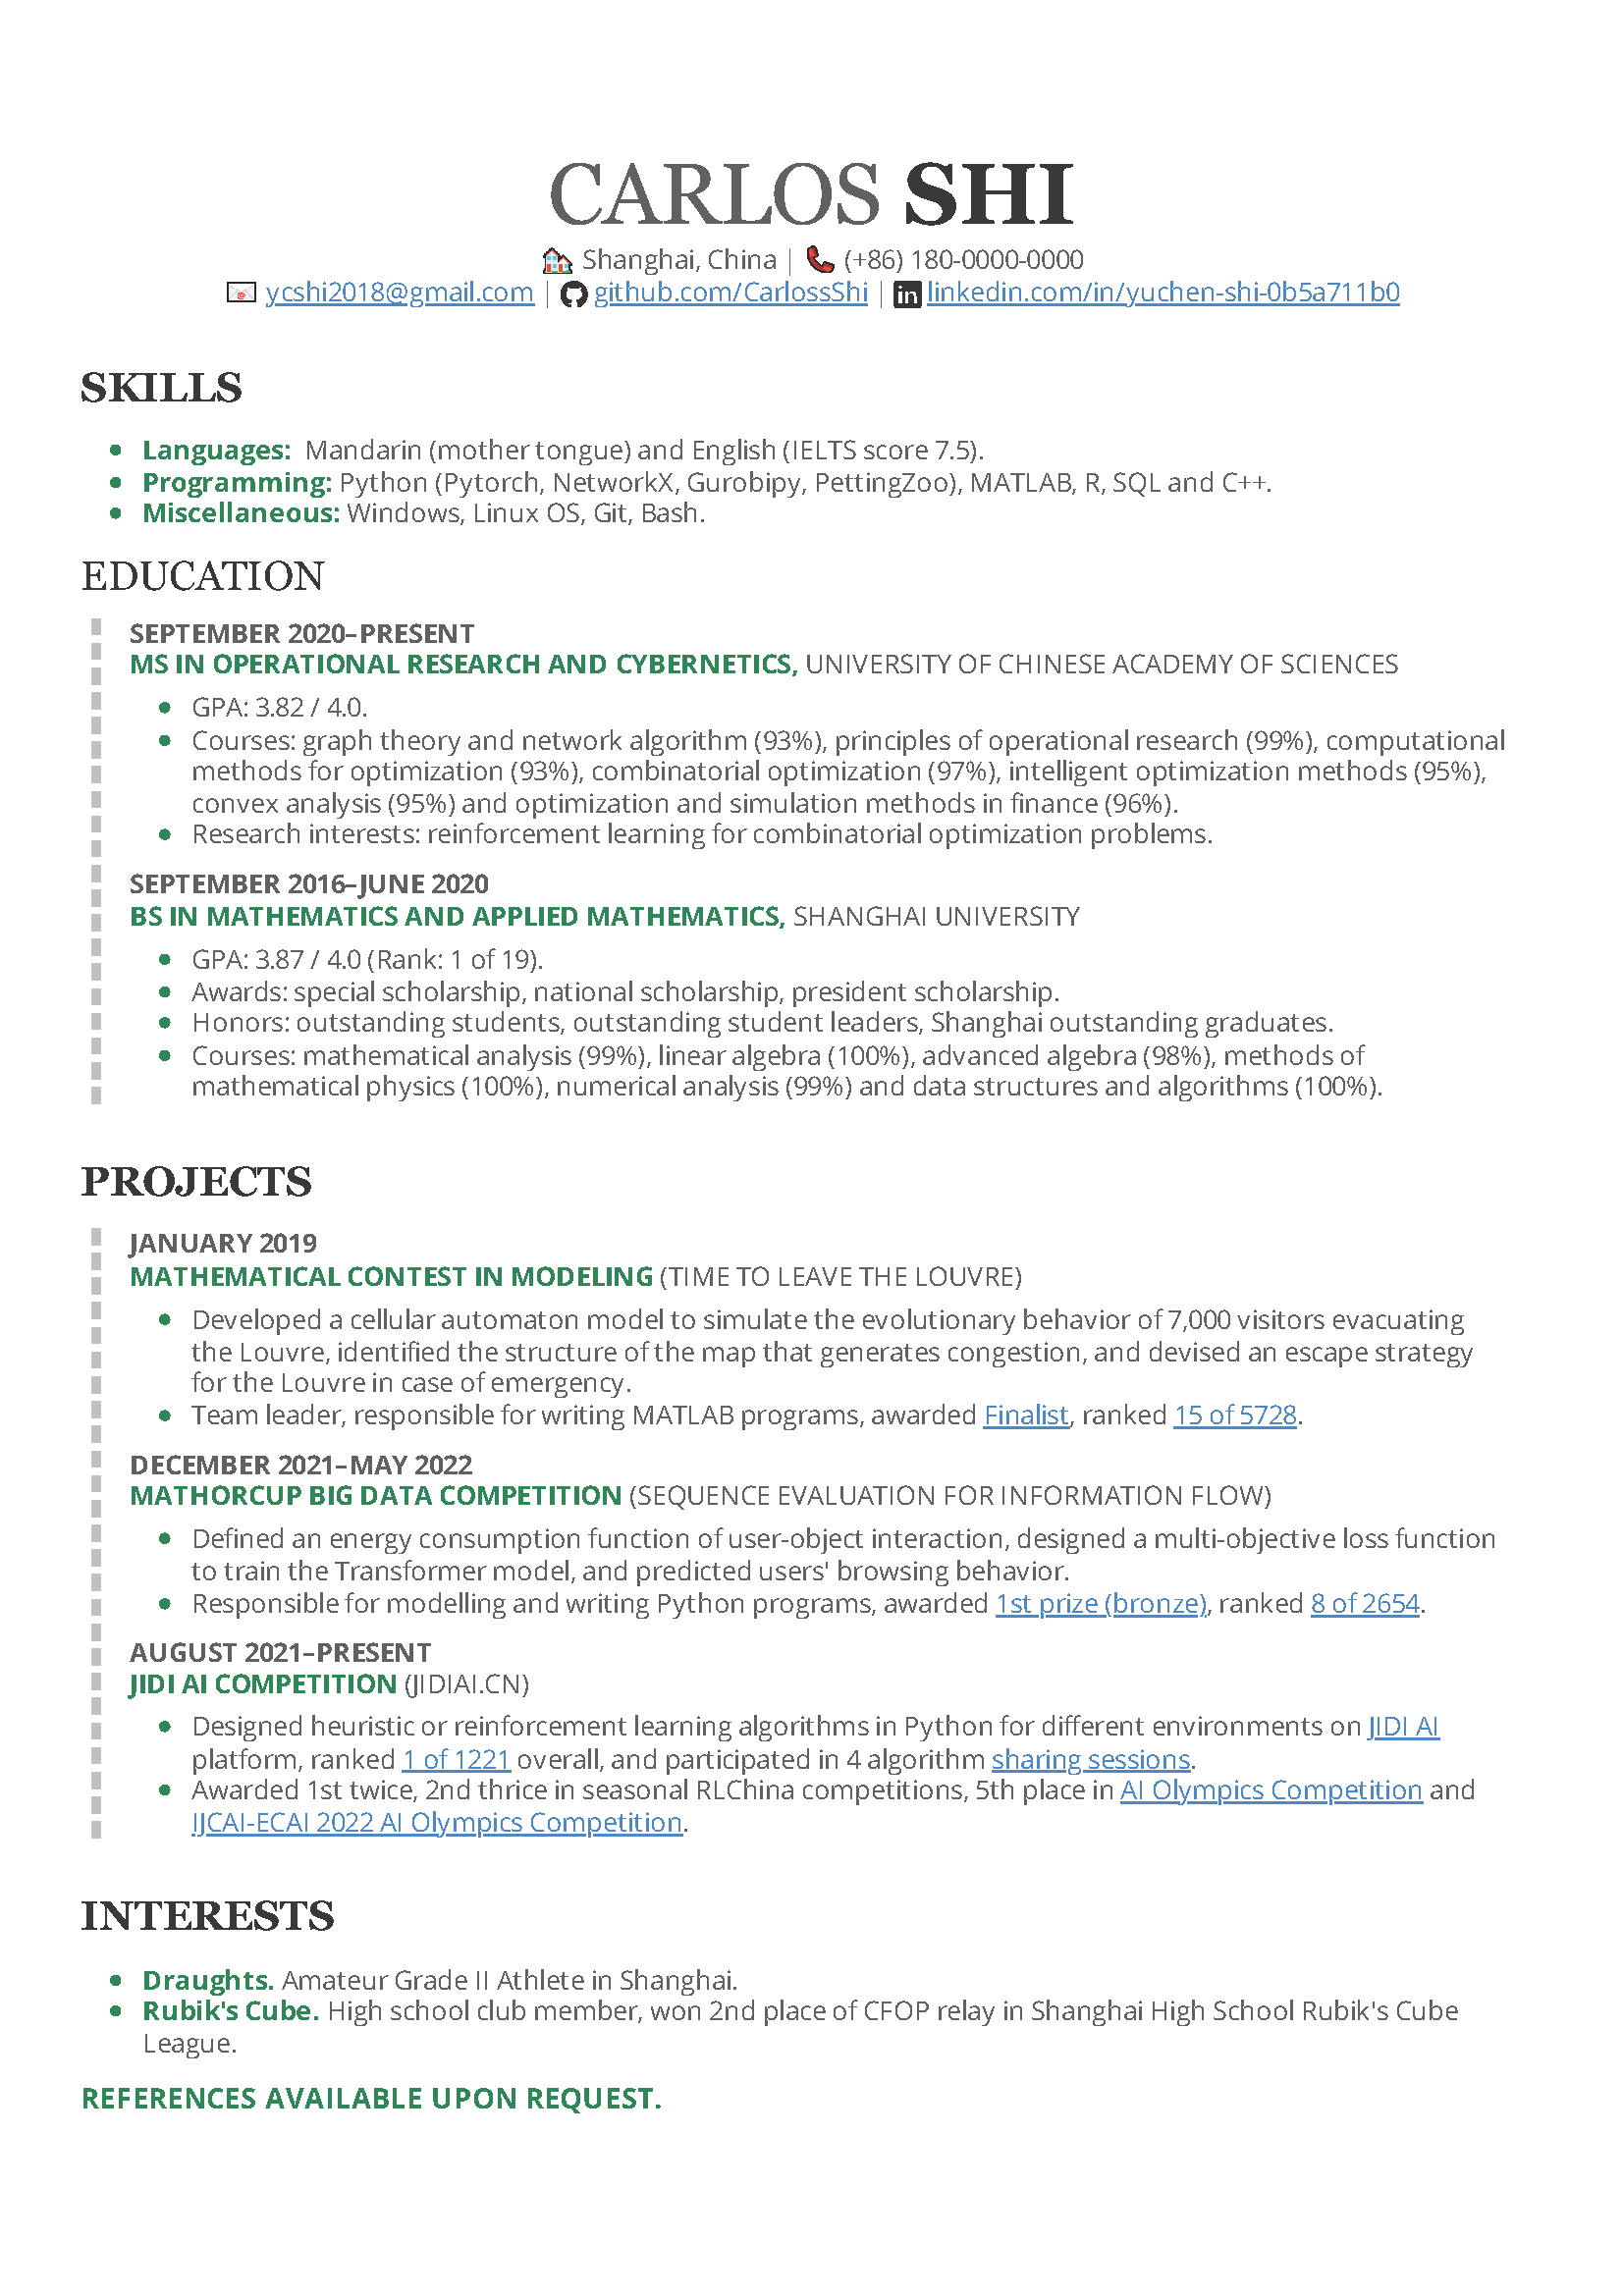 CARLOS SHI
Shanghai, China | (+86) 180-0000-0000
ycshi2018@gmail.com | github.com/CarlossShi | linkedin.com/in/yuchen-shi-0b5a711b0
SKILLS
• Languages: Mandarin (mother tongue) and English (IELTS score 7.5).
• Programming: Python (Pytorch, NetworkX, Gurobipy, PettingZoo), MATLAB, R, SQL and C++.
• Miscellaneous: Windows, Linux OS, Git, Bash.
EDUCATION
SEPTEMBER 2020–PRESENT
MS IN OPERATIONAL RESEARCH AND CYBERNETICS, UNIVERSITY OF CHINESE ACADEMY OF SCIENCES
• GPA: 3.82 / 4.0.
• Courses: graph theory and network algorithm (93%), principles of operational research (99%), computational
methods for optimization (93%), combinatorial optimization (97%), intelligent optimization methods (95%),
convex analysis (95%) and optimization and simulation methods in finance (96%).
• Research interests: reinforcement learning for combinatorial optimization problems.
SEPTEMBER 2016–JUNE 2020
BS IN MATHEMATICS AND APPLIED MATHEMATICS, SHANGHAI UNIVERSITY
• GPA: 3.87 / 4.0 (Rank: 1 of 19).
• Awards: special scholarship, national scholarship, president scholarship.
• Honors: outstanding students, outstanding student leaders, Shanghai outstanding graduates.
• Courses: mathematical analysis (99%), linear algebra (100%), advanced algebra (98%), methods of
mathematical physics (100%), numerical analysis (99%) and data structures and algorithms (100%).
PROJECTS
JANUARY 2019
MATHEMATICAL CONTEST IN MODELING (TIME TO LEAVE THE LOUVRE)
• Developed a cellular automaton model to simulate the evolutionary behavior of 7,000 visitors evacuating
the Louvre, identified the structure of the map that generates congestion, and devised an escape strategy
for the Louvre in case of emergency.
• Team leader, responsible for writing MATLAB programs, awarded Finalist, ranked 15 of 5728.
DECEMBER 2021–MAY 2022
MATHORCUP BIG DATA COMPETITION (SEQUENCE EVALUATION FOR INFORMATION FLOW)
• Defined an energy consumption function of user-object interaction, designed a multi-objective loss function
to train the Transformer model, and predicted users' browsing behavior.
• Responsible for modelling and writing Python programs, awarded 1st prize (bronze), ranked 8 of 2654.
AUGUST 2021–PRESENT
JIDI AI COMPETITION (JIDIAI.CN)
• Designed heuristic or reinforcement learning algorithms in Python for different environments on JIDI AI
platform, ranked 1 of 1221 overall, and participated in 4 algorithm sharing sessions.
• Awarded 1st twice, 2nd thrice in seasonal RLChina competitions, 5th place in AI Olympics Competition and
IJCAI-ECAI 2022 AI Olympics Competition.
INTERESTS
• Draughts. Amateur Grade II Athlete in Shanghai.
• Rubik's Cube. High school club member, won 2nd place of CFOP relay in Shanghai High School Rubik's Cube
League.
REFERENCES AVAILABLE UPON REQUEST.